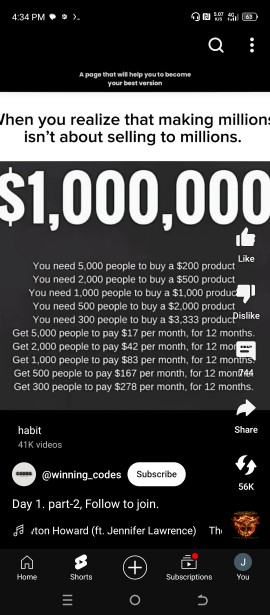 4:34 PM
5.07
K/S
4G
63
A page that will help you to become
your best version
When you realize that making millions
isn't about selling to millions.
$1,000,000
You need 5,000 people to buy a $200 product
You need 2,000 people to buy a $500 product
You need 1,000 people to buy a $1,000 product
You need 500 people to buy a $2,000 product
You need 300 people to buy a $3,333 product
Get 5,000 people to pay $17 per month, for 12 months.
Get 2,000 people to pay $42 per month, for 12 months.
Get 1,000 people to pay $83 per month, for 12 months.
Get 500 people to pay $167 per month, for 12 months.
Get 300 people to pay $278 per month, for 12 months.
Like
Dislike
744
Share
56K
habit
41K videos
@winning_codes
Subscribe
Day 1. part-2, Follow to join.
ton Howard (ft. Jennifer Lawrence)
Home
Shorts
Subscriptions
J
You